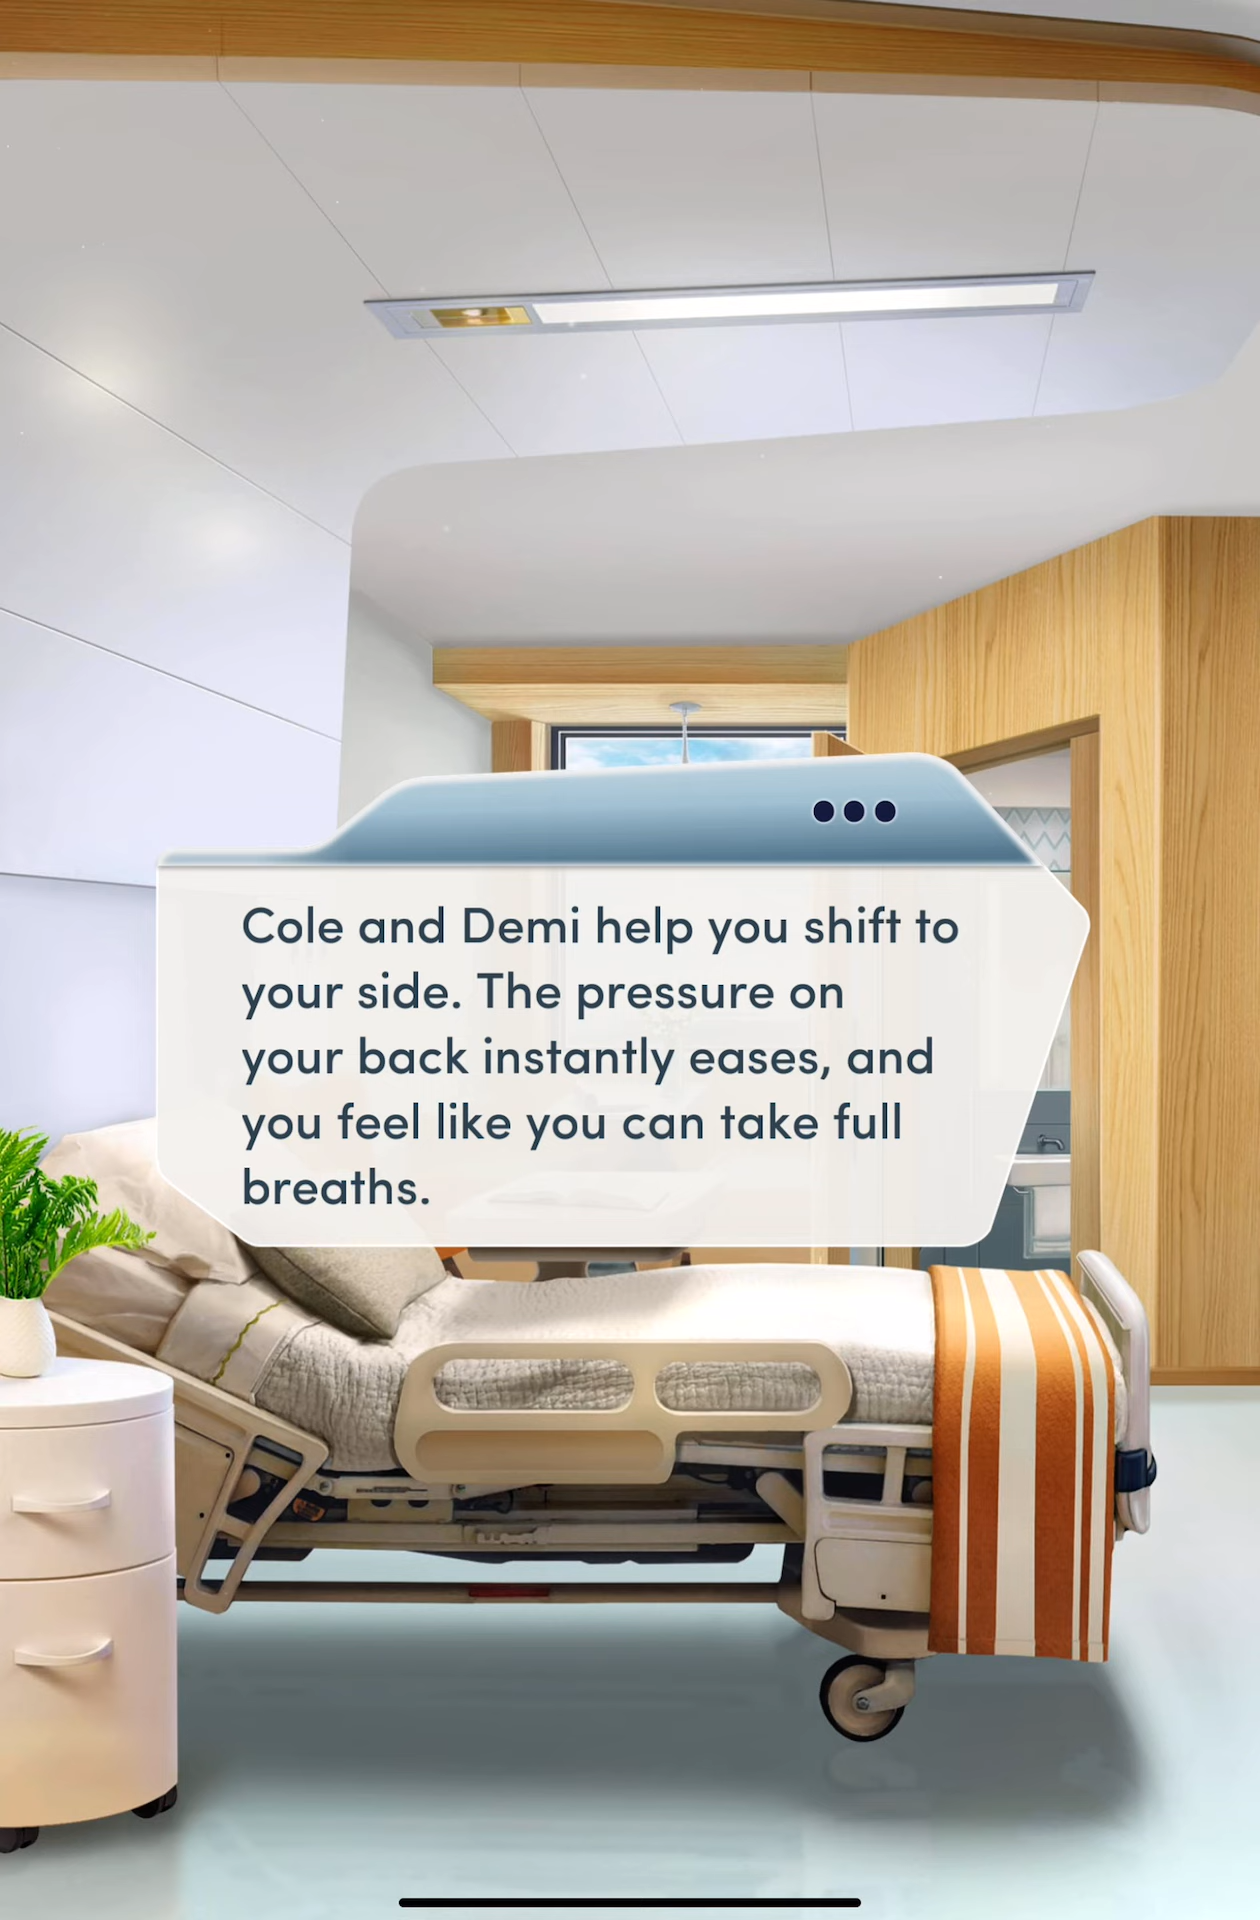 Cole and Demi help you shift to
your side. The pressure on
your back instantly eases, and
you feel like you can take full
breaths.